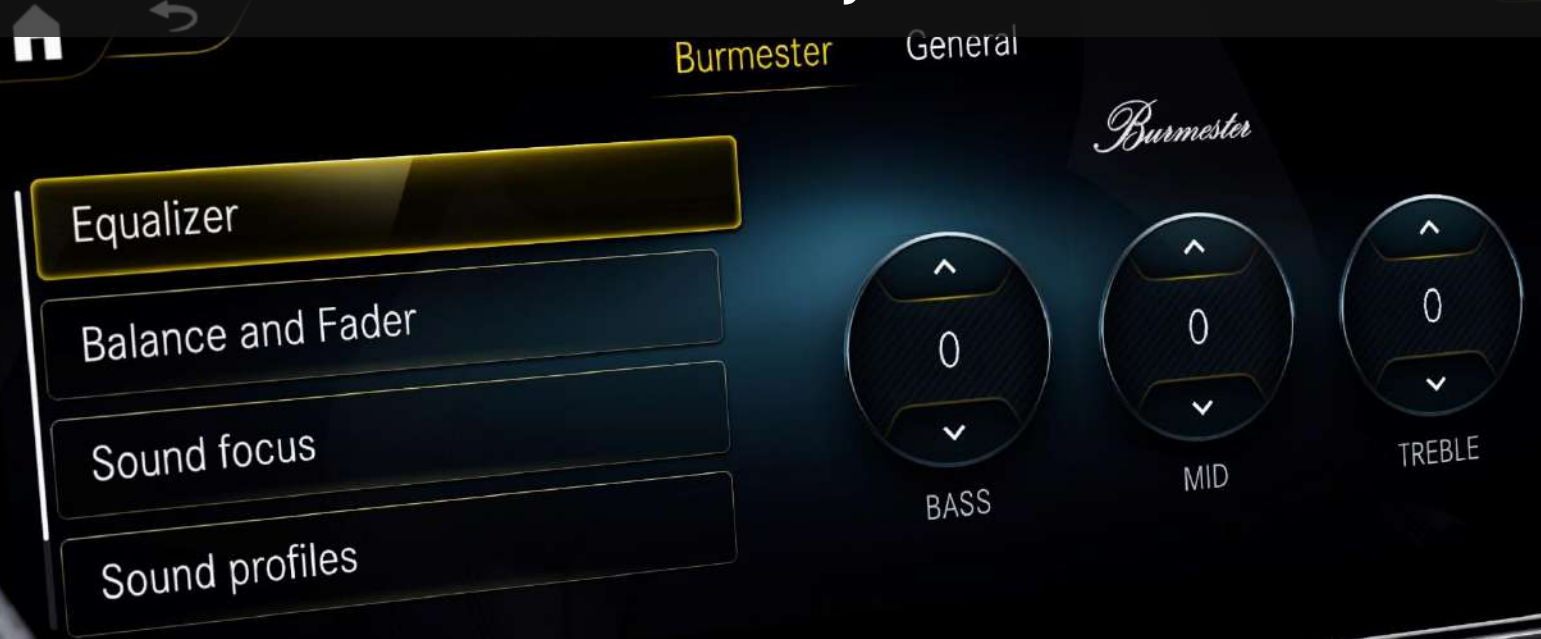 Burmester
General
Burmester
Equalizer
Balance and Fader
Sound focus
Sound profiles
0
0
0
BASS
MID
TREBLE